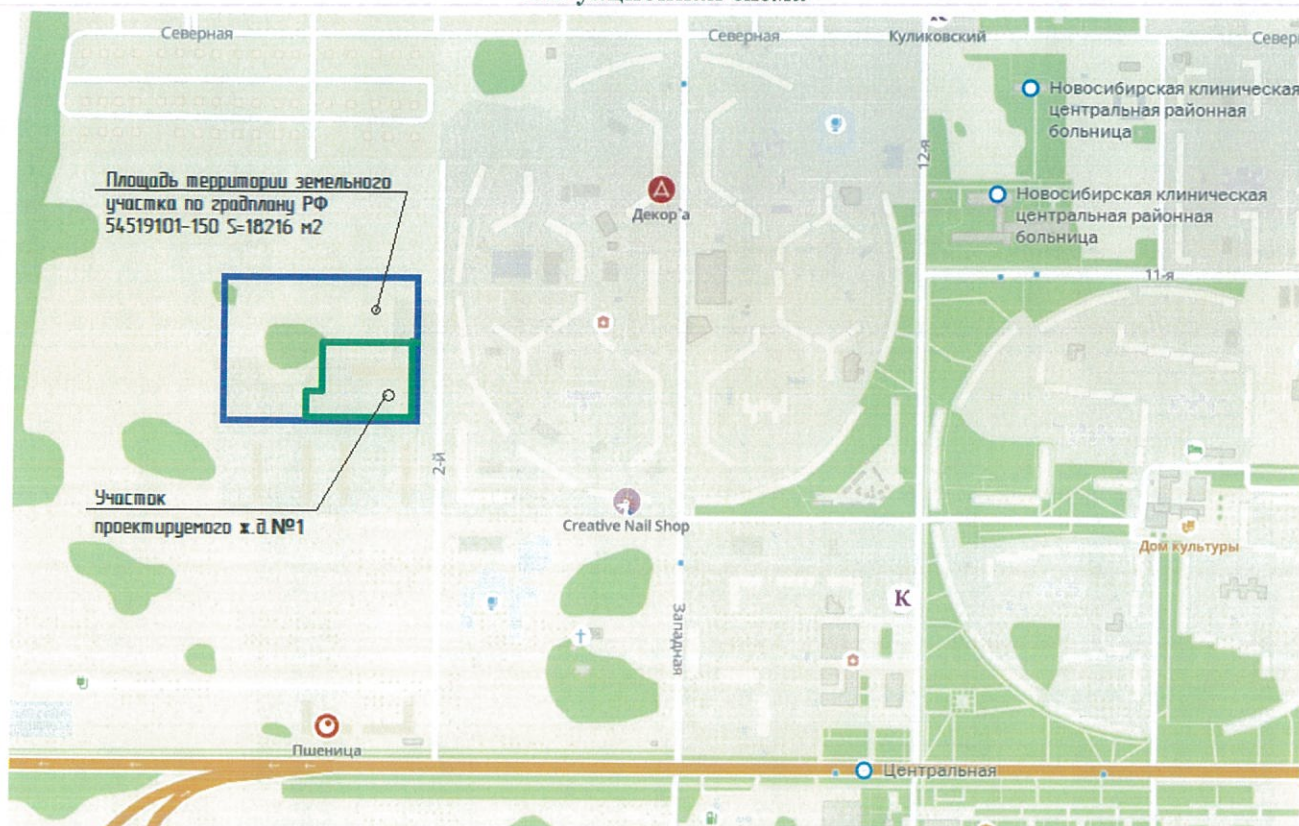 Северная
Северная
Куликовский
Новосибирская клиническая
центральная районная
больница
12-я
Площадь территории земельного
участка по градплану РФ
54519101-150 S=18216 м2
Декор'а
Новосибирская клиническая
центральная районная
больница
11-я
2-й
Участок
проектируемого ж.д.№1
Creative Nail Shop
Дом культуры
К
Западная
Пшеница
Центральная